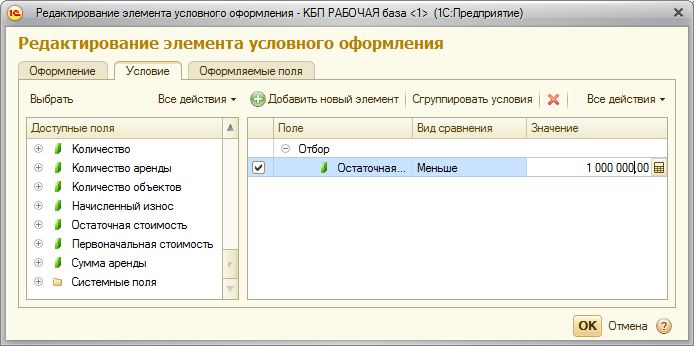 Редактирование элемента условного оформления - КБП РАБОЧАЯ база <1> (1С:Предприятие)
Редактирование элемента условного оформления
Оформление Условие Оформляемые поля
Выбрать Все действия Добавить новый элемент Сгруппировать условия Все действия
Доступные поля Поле Вид сравнения Значение
Количество Отбор
Количество аренды Остаточная... Меньше 1 000 000,00
Количество объектов
Начисленный износ
Остаточная стоимость
Первоначальная стоимость
Сумма аренды
Системные поля
OK Отмена ?